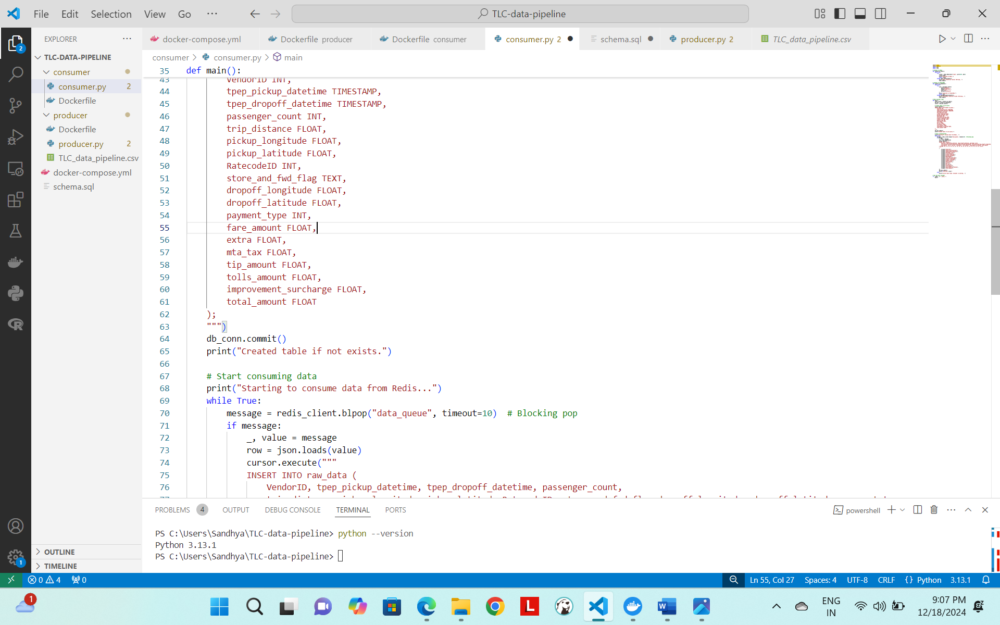 File Edit Selection View Go ··· TLC-data-pipeline
EXPLORER ···
TLC-DATA-PIPELINE
consumer
consumer.py 2
Dockerfile
producer
Dockerfile
producer.py 2
TLC_data_pipeline.csv
docker-compose.yml
schema.sql
OUTLINE
TIMELINE
2
1
docker-compose.yml Dockerfile producer Dockerfile consumer consumer.py 2 schema.sql producer.py 2 TLC_data_pipeline.csv
consumer > consumer.py > main
35 def main():
43 VendorID INT,
44 tpep_pickup_datetime TIMESTAMP,
45 tpep_dropoff_datetime TIMESTAMP,
46 passenger_count INT,
47 trip_distance FLOAT,
48 pickup_longitude FLOAT,
49 pickup_latitude FLOAT,
50 RatecodeID INT,
51 store_and_fwd_flag TEXT,
52 dropoff_longitude FLOAT,
53 dropoff_latitude FLOAT,
54 payment_type INT,
55 fare_amount FLOAT,
56 extra FLOAT,
57 mta_tax FLOAT,
58 tip_amount FLOAT,
59 tolls_amount FLOAT,
60 improvement_surcharge FLOAT,
61 total_amount FLOAT
62 );
63 """)
64 db_conn.commit()
65 print("Created table if not exists.")
66
67 # Start consuming data
68 print("Starting to consume data from Redis...")
69 while True:
70 message = redis_client.blpop("data_queue", timeout=10) # Blocking pop
71 if message:
72 _, value = message
73 row = json.loads(value)
74 cursor.execute("""
75 INSERT INTO raw_data (
76 VendorID, tpep_pickup_datetime, tpep_dropoff_datetime, passenger_count,
PROBLEMS 4 OUTPUT DEBUG CONSOLE TERMINAL PORTS powershell
PS C:\Users\Sandhya\TLC-data-pipeline> python --version
Python 3.13.1
PS C:\Users\Sandhya\TLC-data-pipeline>
0 4 0 Ln 55, Col 27 Spaces: 4 UTF-8 CRLF {} Python 3.13.1
1
L
W
ENG
IN
9:07 PM
12/18/2024